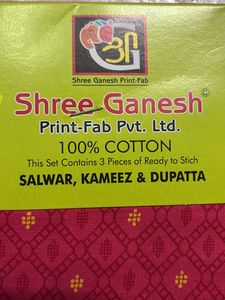 श्री
Shree Ganesh Print-Fab
Shree Ganesh ©
Print-Fab Pvt. Ltd.
100% COTTON
This Set Contains 3 Pieces of Ready to Stich
SALWAR, KAMEEZ & DUPATTA